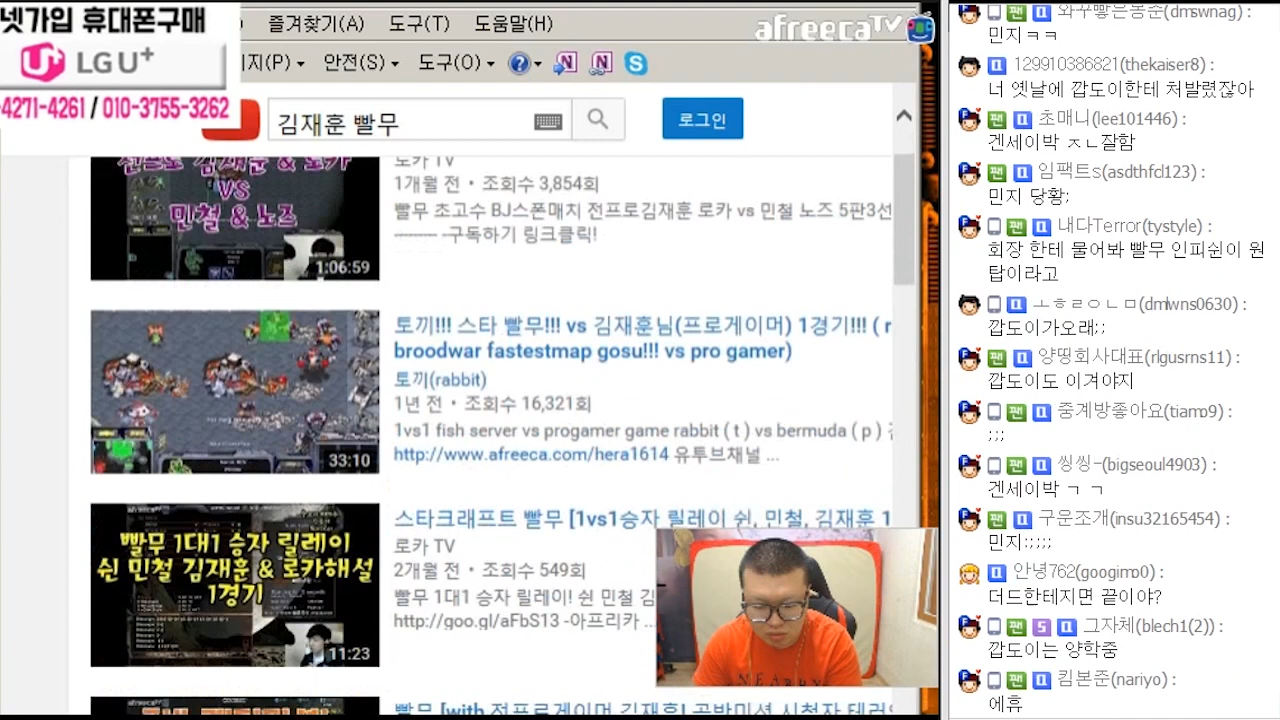 넷가입 휴대폰구매
LG U+
-4271-4261 / 010-3755-3262
즐겨찾기(A) 도구(T) 도움말(H)
afreecaTV
지(P) 안전(S) 도구(O)
김재훈 빨무
로그인
전프로 김재훈 & 로카
vs
민철 & 노즈
1:06:59
로카 TV
1개월 전 • 조회수 2,854회
빨무 초고수 BJ스폰매치 전프로김재훈 로카 vs 민철 노즈 5판3선
구독하기 링크클릭!
33:10
토끼!!! 스타 빨무!!! vs 김재훈님(프로게이머) 1경기!!! (
broodwar fastestmap gosu!!! vs pro gamer)
토끼(rabbit)
1년 전 • 조회수 16,321회
1vs1 fish server progamer game rabbit ( t ) vs bermuda ( p )
http://www.afreeca.com/hera1614 유투브채널 ...
빨무 1대1 승자 릴레이
쉰 민철 김재훈 & 로카해설
1경기
11:23
스타크래프트 빨무 [1vs1승자 릴레이
민철, 김재훈 1
로카 TV
2개월 전 • 조회수 549회
빨무 1대1 승자 릴레이!!
afreecaTV
(dmswnag) :
민지ㅋㅋ
129910386821(thekaiser8) :
너 옛날에 깝도이한테 처발렸잖아
초매니(lee101446) :
겐세이박 ㅈㄴ잘함
임팩트s(asdthfcl123) :
민지 당황;
내다Terror(tystyle) :
회장 한테 물어봐 빨무 인지쉰이 원
탑이라고
ㅗㅎㄹㅇㄴㅁ(dmlwns0630) :
깝도이가오래;;
양띵회사대표(rlgusrns11) :
깝도이도 이겨야지
중계방좋아요(tiamo9) :
;;;
씽씽_(bigseoul4903) :
겐세이박 ㄱ ㄱ
구운조개(nsu32165454) :
민지;;;;;
안녕762(googimo0) :
너또한테지면 끝이야?
그자체(blech1(2)) :
깝도이는 양학중
킴본준(nariyo) :
에휴